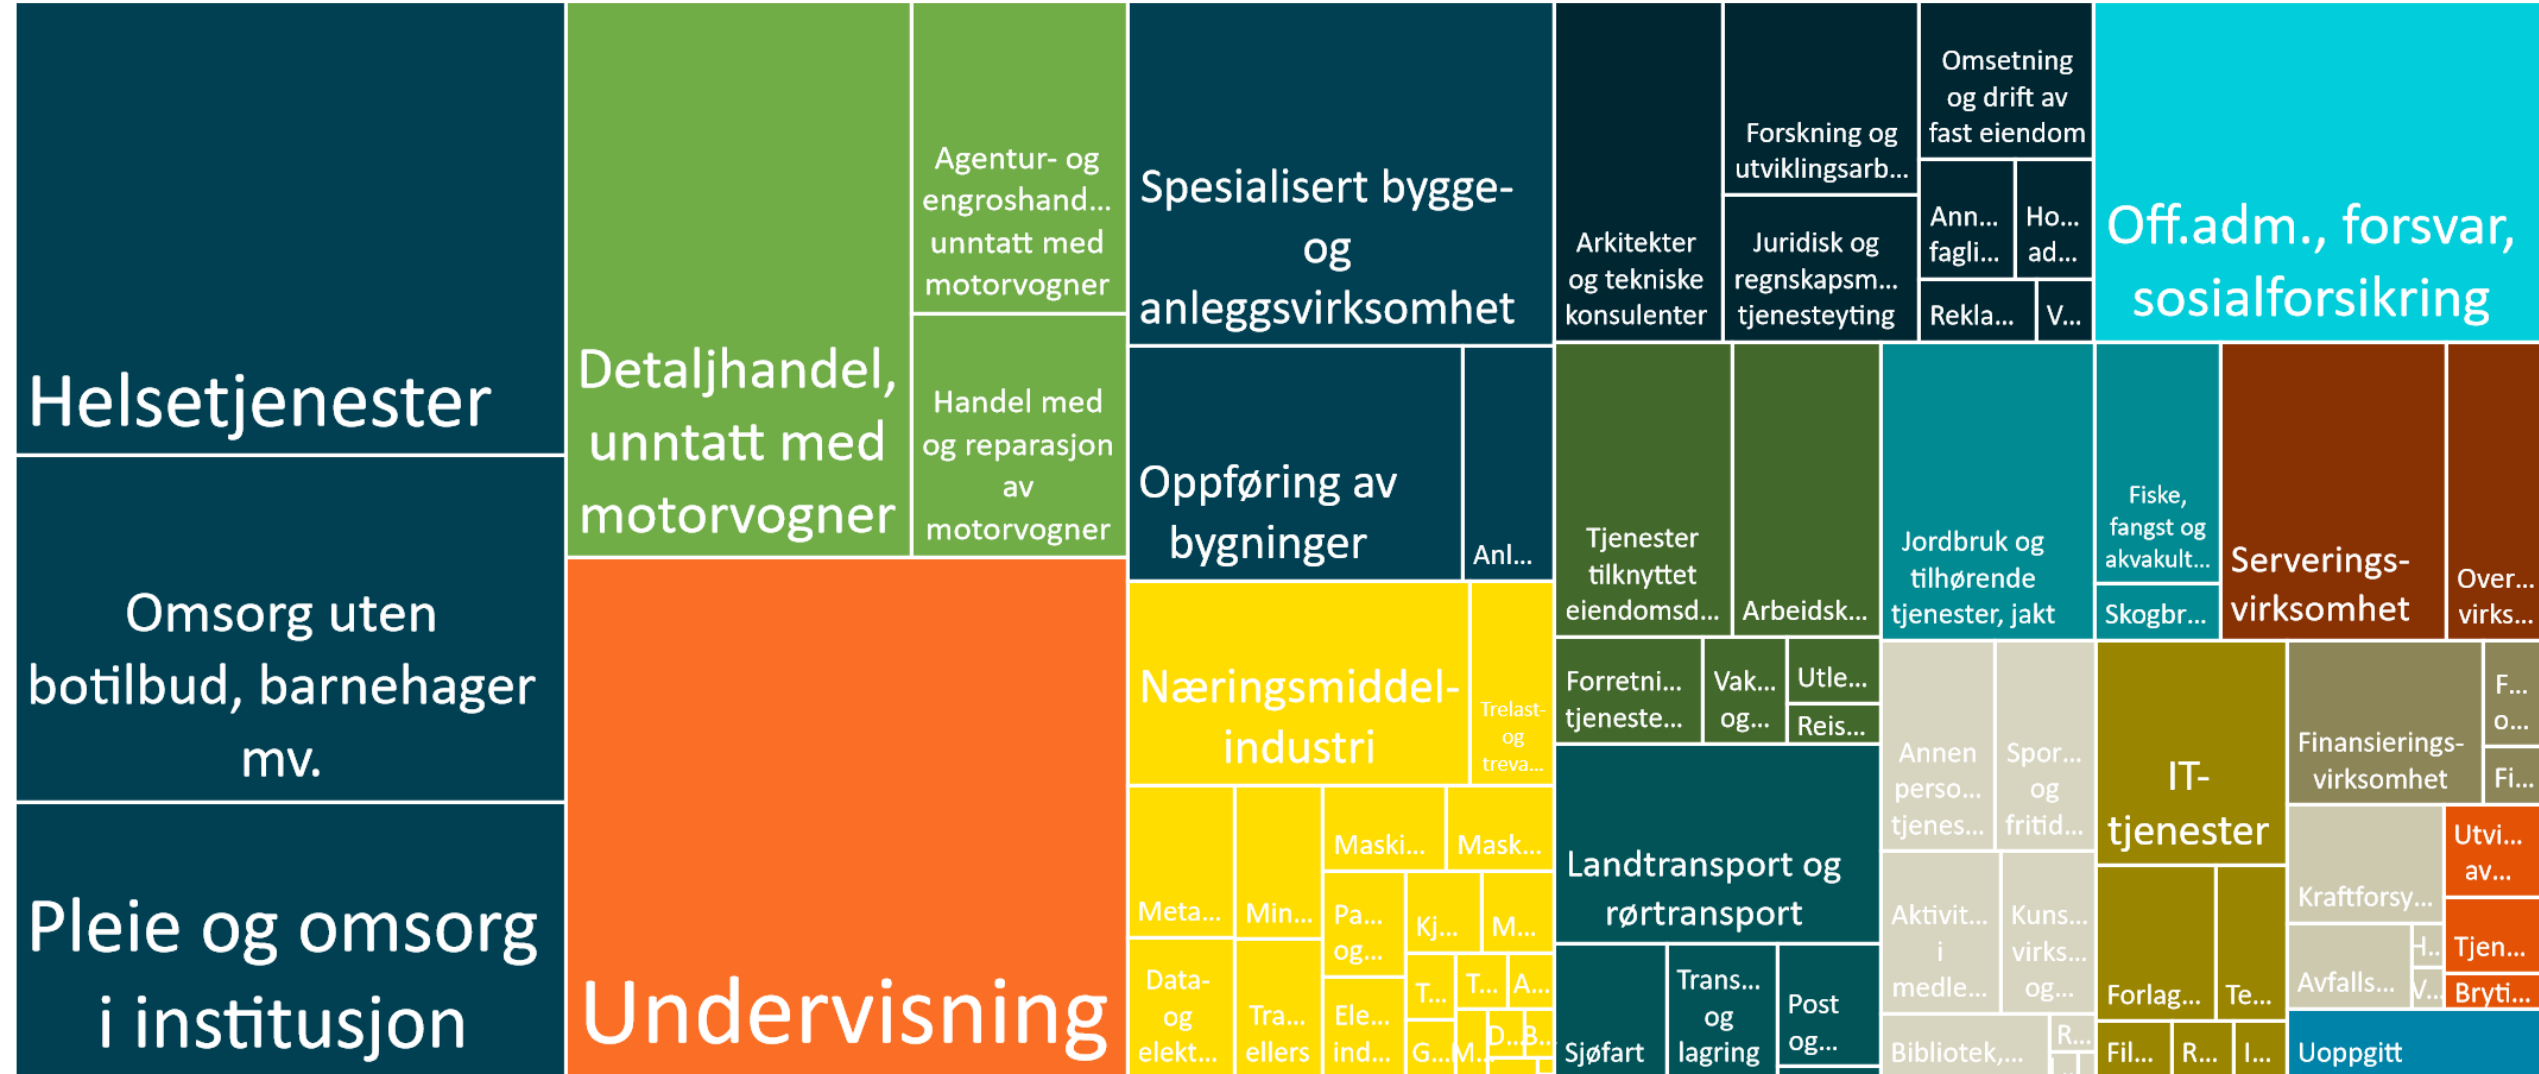 Helsetjenester
Omsorg uten
botilbud, barnehager
mv.
Pleie og omsorg
i institusjon
Detaljhandel,
unntatt med
motorvogner
Agentur- og
engroshand...
unntatt med
motorvogner
Handel med
og reparasjon
av
motorvogner
Undervisning
Spesialisert bygge-
og
anleggsvirksomhet
Oppføring av
bygninger
Anl...
Næringsmiddel-
industri
Trelast-
og
treva...
Meta...
Min...
Maski...
Mask...
Data-
og
elekt...
Tra...
ellers
Pa...
og...
Ele...
ind...
Kj...
M...
T...
T...
A...
G...
M...
D...
B...
Arkitekter
og tekniske
konsulenter
Forskning og
utviklingsarb...
Juridisk og
regnskapsm...
tjenesteyting
Omsetning
og drift av
fast eiendom
Ann...
fagli...
Ho...
ad...
Rekla...
V...
Off.adm., forsvar,
sosialforsikring
Tjenester
tilknyttet
eiendomsd...
Arbeidsk...
Forretni...
tjeneste...
Vak...
og...
Utle...
Reis...
Jordbruk og
tilhørende
tjenester, jakt
Fiske,
fangst og
akvakult...
Skogbr...
Serverings-
virksomhet
Over...
virks...
Landtransport og
rørtransport
Sjøfart
Trans...
og
lagring
Post
og...
Annen
perso...
tjenes...
Spor...
og
fritid...
Aktivit...
i
medle...
Kuns...
virks...
og...
Bibliotek,...
R...
IT-
tjenester
Forlag...
Te...
Fil...
R...
I...
Finansierings-
virksomhet
F...
o...
Fi...
Kraftforsy...
Avfalls...
H...
V...
Utvi...
av...
Tjen...
Bryti...
Uoppgitt